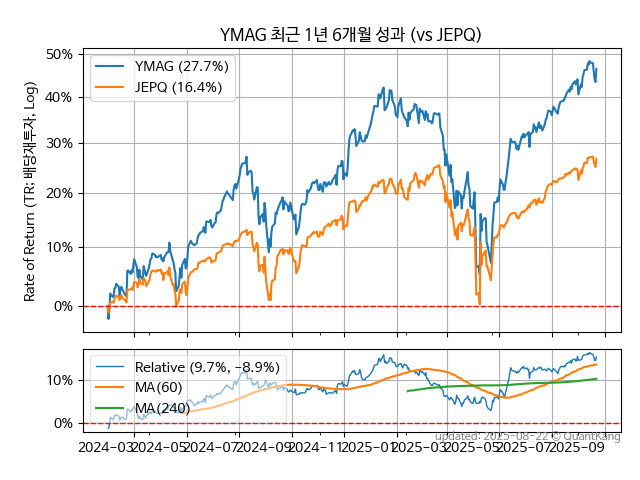 YMAG 최근 1년 6개월 성과 (vs JEPQ)
Rate of Return (TR: 배당재투자, Log)
50%
40%
30%
20%
10%
0%
YMAG (27.7%)
JEPQ (16.4%)
10%
0%
Relative (9.7%, -8.9%)
MA(60)
MA(240)
2024-03
2024-05
2024-07
2024-09
2024-11
2025-01
2025-03
2025-05
2025-07
2025-09
updated: 2025-08-22 © QuantKang